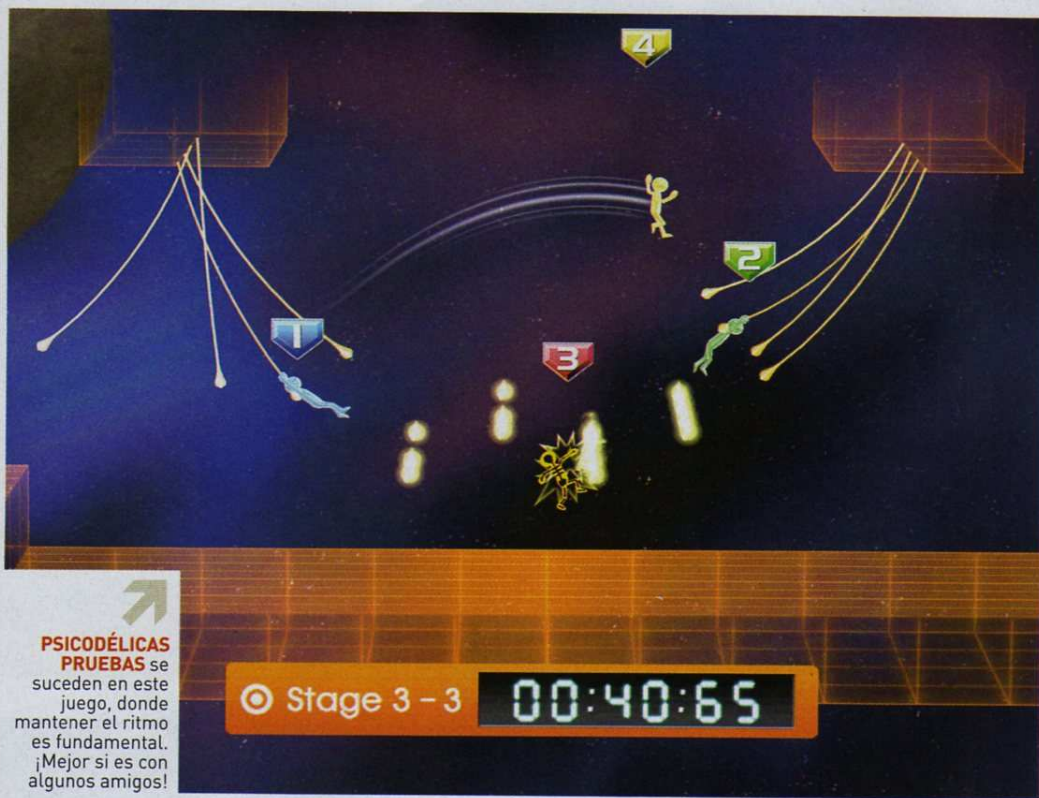 4
2
1
3
PSICODÉLICAS
PRUEBAS se
suceden en este
juego, donde
mantener el ritmo
es fundamental.
¡Mejor si es con
algunos amigos!
Stage 3 - 3 00:40:65